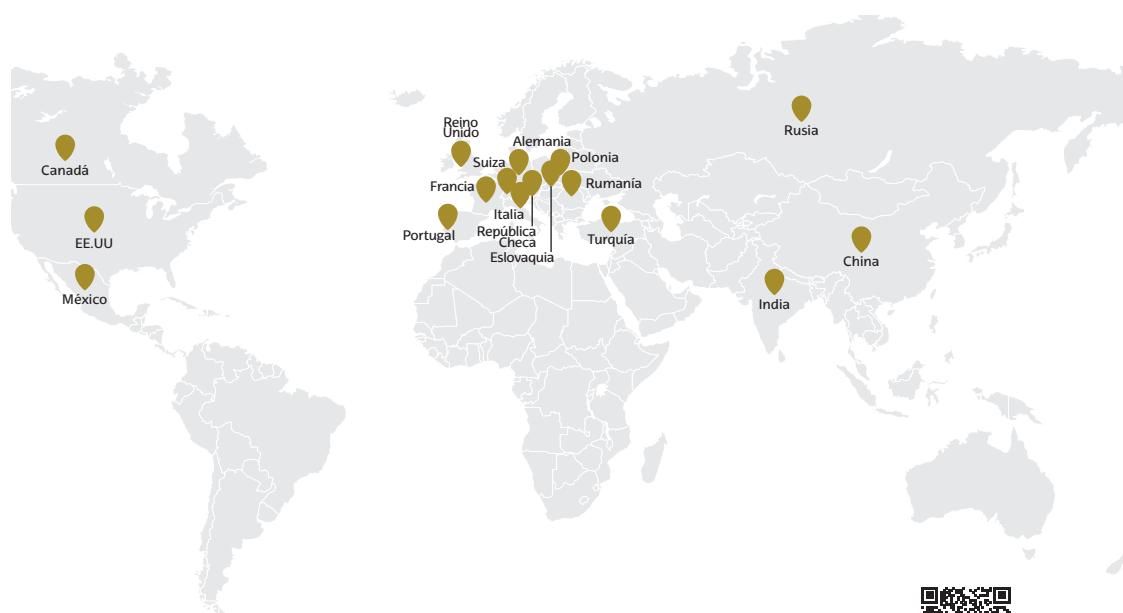 Canadá
EE.UU
México
Reino
Unido
Alemania
Suiza
Polonia
Francia
Rumanía
Italia
Portugal
República
Checa
Eslovaquia
Turquía
Rusia
China
India